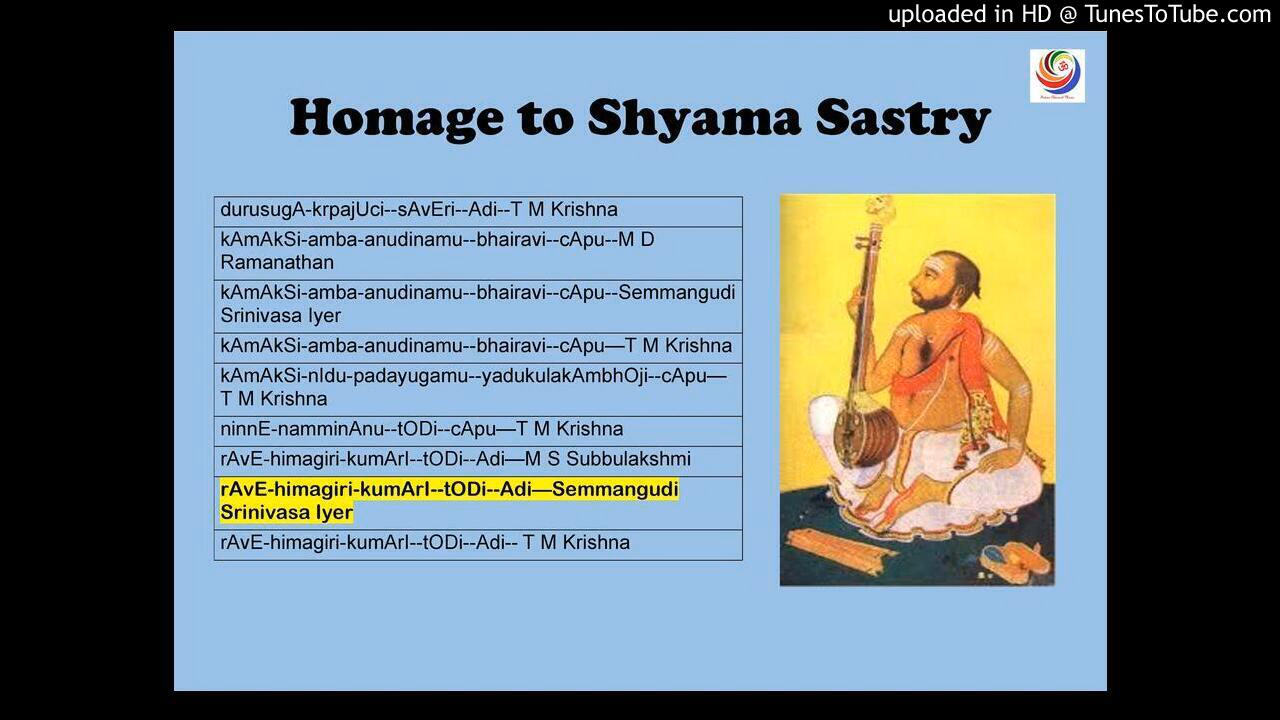 uploaded in HD @ TunesToTube.com
Homage to Shyama Sastry
durusugA-krpajUci--sAvEri--Adi--T M Krishna
kAmAkSi-amba-anudinamu--bhairavi--cApu--M D
Ramanathan
kAmAkSi-amba-anudinamu--bhairavi--cApu--Semmangudi
Srinivasa Iyer
kAmAkSi-amba-anudinamu--bhairavi--cApu—T M Krishna
kAmAkSi-nIdu-padayugamu--yadukulakAmbhOji--cApu—
T M Krishna
ninnE-namminAnu--tODi--cApu—T M Krishna
rAvE-himagiri-kumArI--tODi--Adi—M S Subbulakshmi
rAvE-himagiri-kumArI--tODi--Adi—Semmangudi
Srinivasa Iyer
rAvE-himagiri-kumArI--tODi--Adi-- T M Krishna